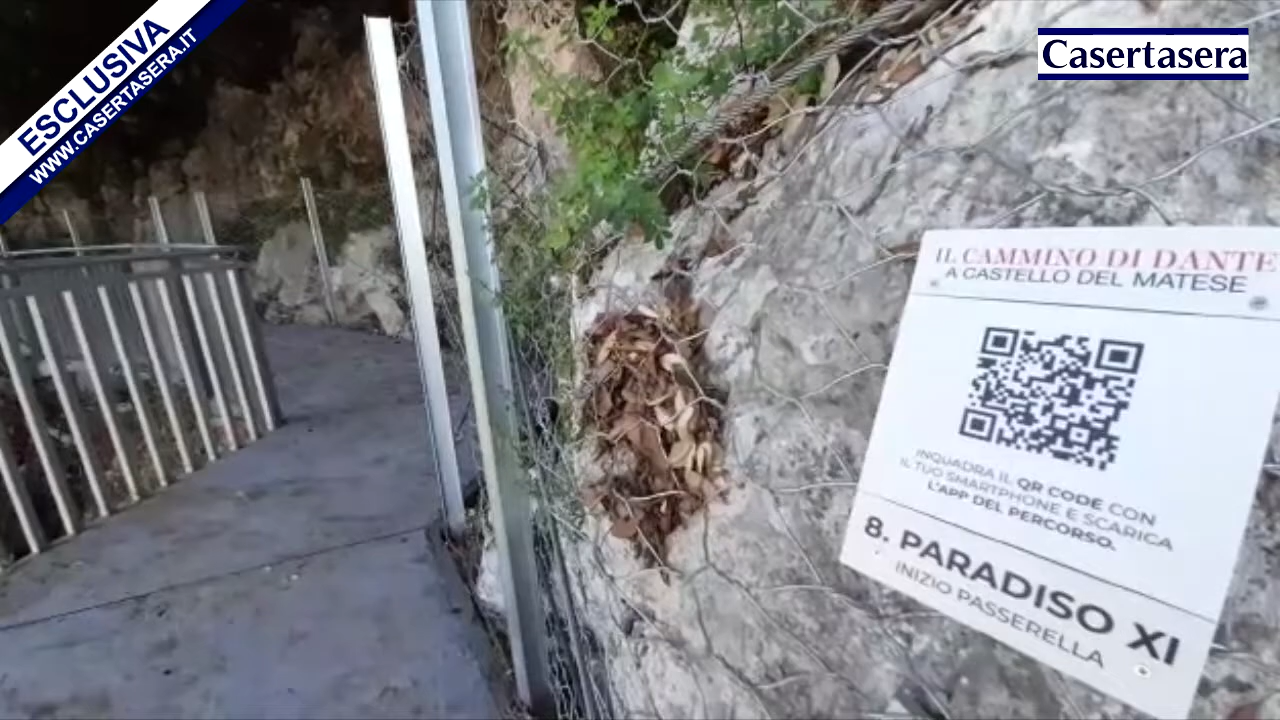 ESCLUSIVA
WWW.CASERTASERA.IT
Casertasera
IL CAMMINO DI DANTE
A CASTELLO DEL MATESE
INQUADRA IL QR CODE CON
IL TUO SMARTPHONE E SCARICA
L'APP DEL PERCORSO.
8. PARADISO XI
INIZIO PASSERELLA